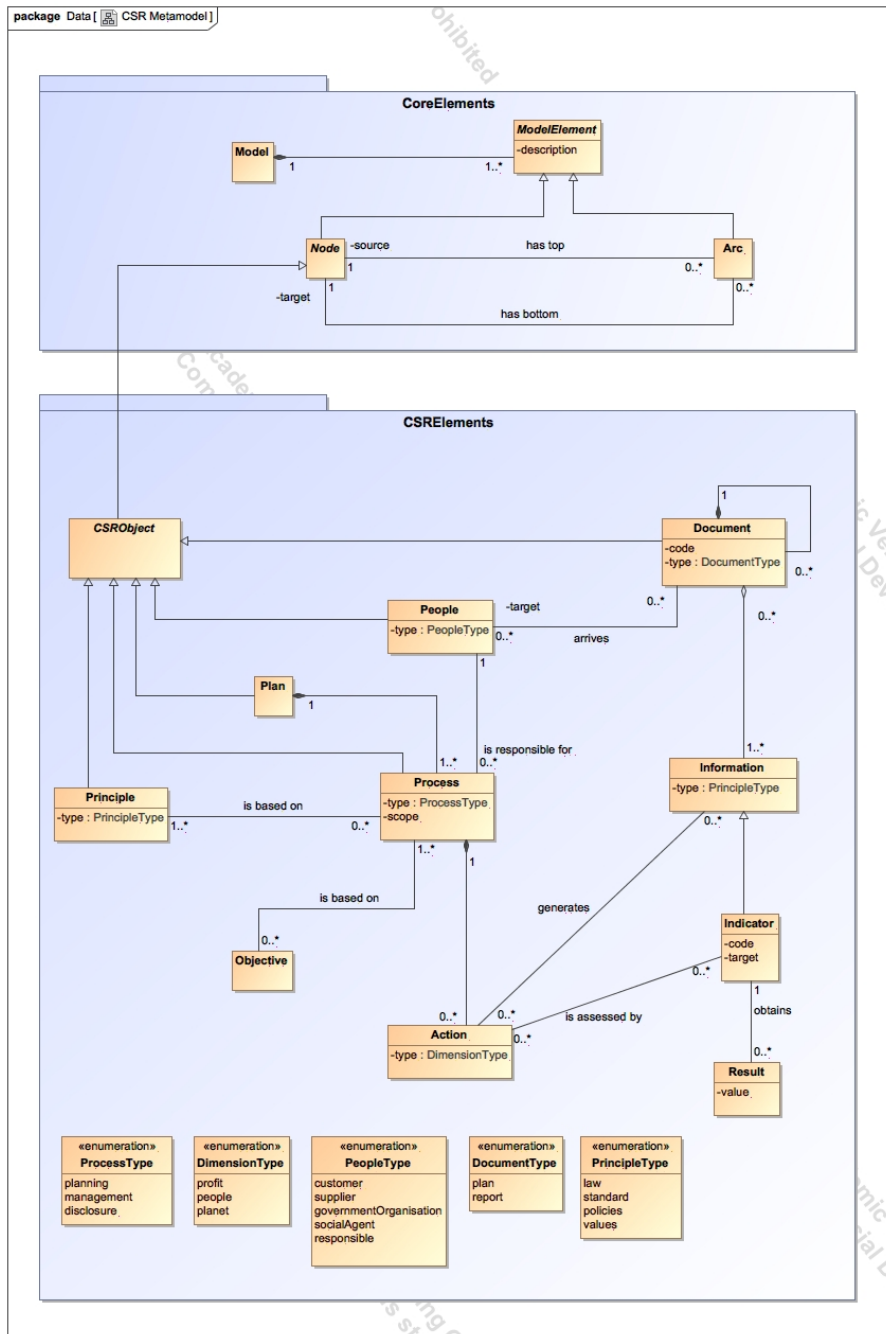 package Data [ CSR Metamodel ]
ohibited
CoreElements
ModelElement
-description
Model
1
1..*
Node
-source
has top
Arc
1
0..*
1
0..*
-target
has bottom
CSRElements
1
CSRObject
Document
-code
-type : DocumentType
0..*
People
-target
0..*
0..*
-type : PeopleType
0..*
arrives
1
Plan
1
is responsible for
1..*
1..*
0..*
Information
Principle
Process
-type : PrincipleType
-type : PrincipleType
is based on
-type : ProcessType
-scope
1..*
0..*
0..*
1..*
1
is based on
generates
Indicator
-code
-target
0..*
Objective
0..*
1
obtains
0..*
0..*
is assessed by
Action
0..*
-type : DimensionType
0..*
Result
-value
«enumeration»
ProcessType
planning
management
disclosure
«enumeration»
DimensionType
profit
people
planet
«enumeration»
PeopleType
customer
supplier
governmentOrganisation
socialAgent
responsible
«enumeration»
DocumentType
plan
report
«enumeration»
PrincipleType
law
standard
policies
values